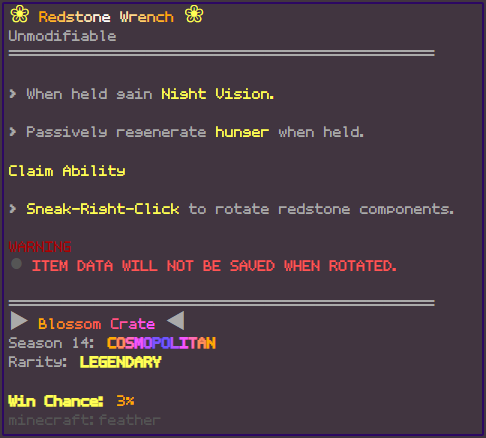 ❀ Redstone Wrench ❀
Unmodifiable
> When held gain Night Vision.
> Passively regenerate hunger when held.
Claim Ability
> Sneak-Right-Click to rotate redstone components.
WARNING
● ITEM DATA WILL NOT BE SAVED WHEN ROTATED.
▶ Blossom Crate ◀
Season 14: COSMOPOLITAN
Rarity: LEGENDARY
Win Chance: 3%
minecraft:feather